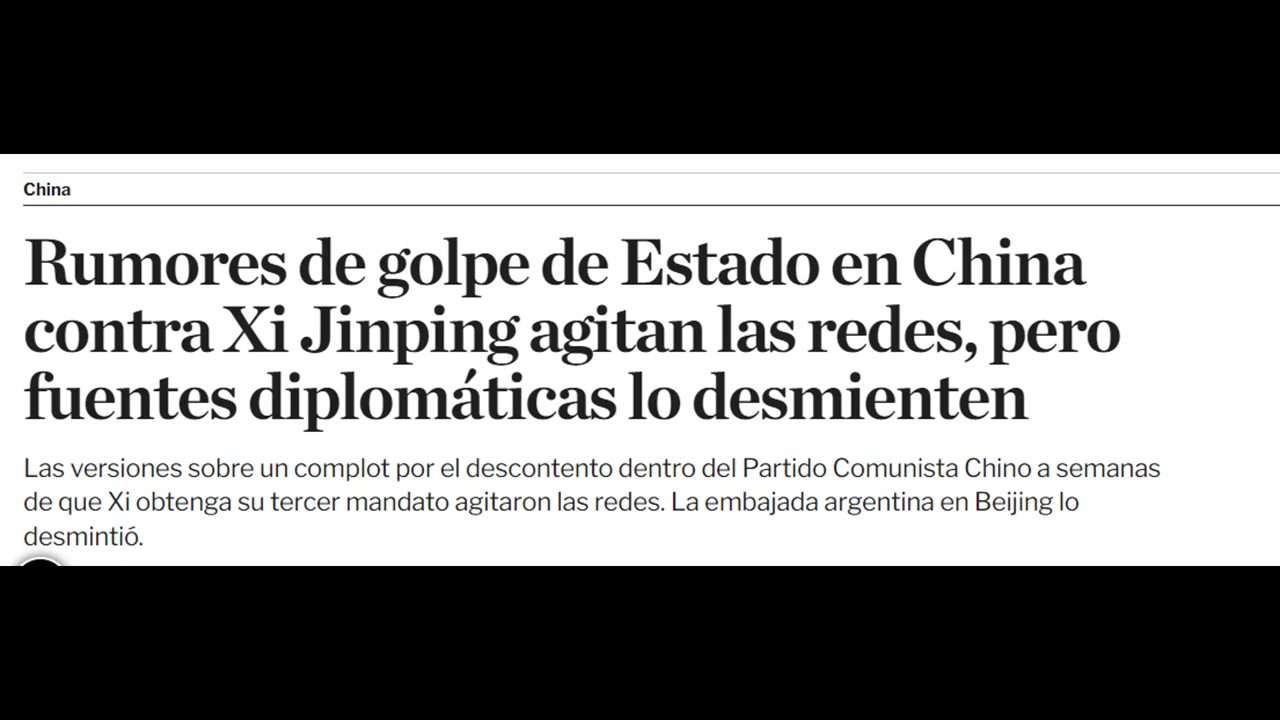 China
Rumores de golpe de Estado en China
contra Xi Jinping agitan las redes, pero
fuentes diplomáticas lo desmienten
Las versiones sobre un complot por el descontento dentro del Partido Comunista Chino a semanas
de que Xi obtenga su tercer mandato agitaron las redes. La embajada argentina en Beijing lo
desmintió.